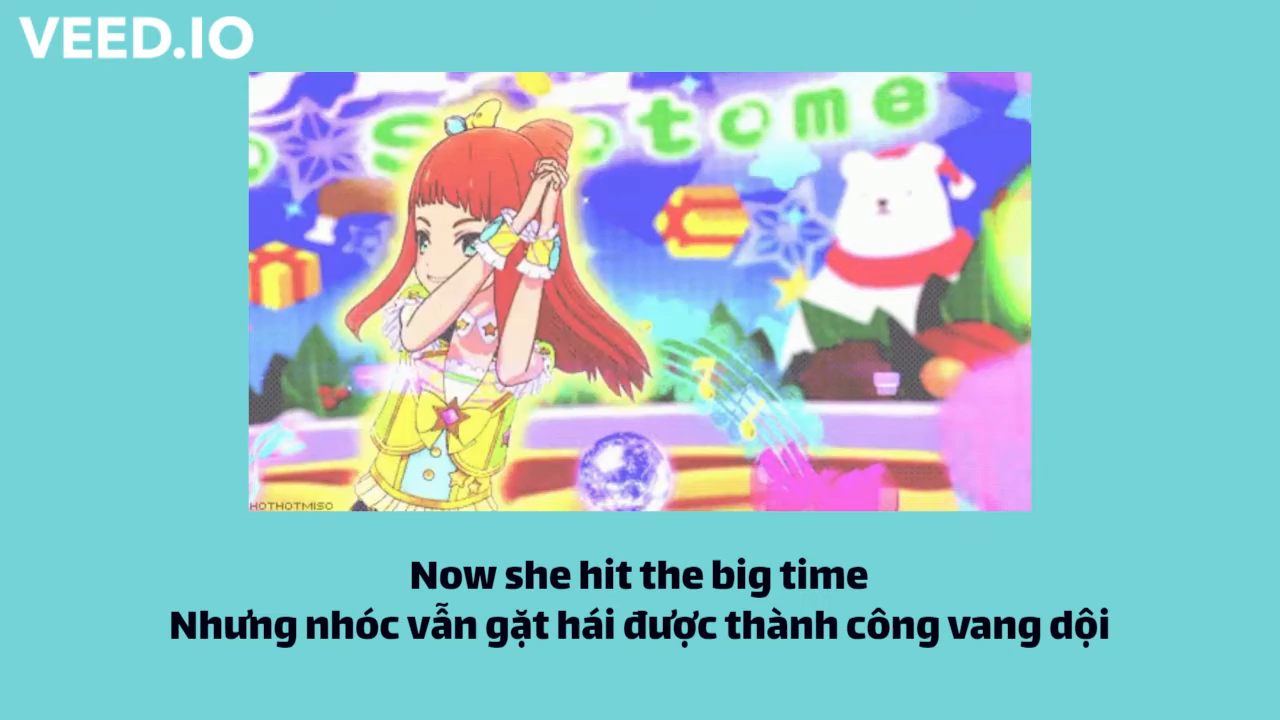 VEED.IO
otome
HOTHOTMISO
Now she hit the big time
Nhưng nhóc vẫn gặt hái được thành công vang dội